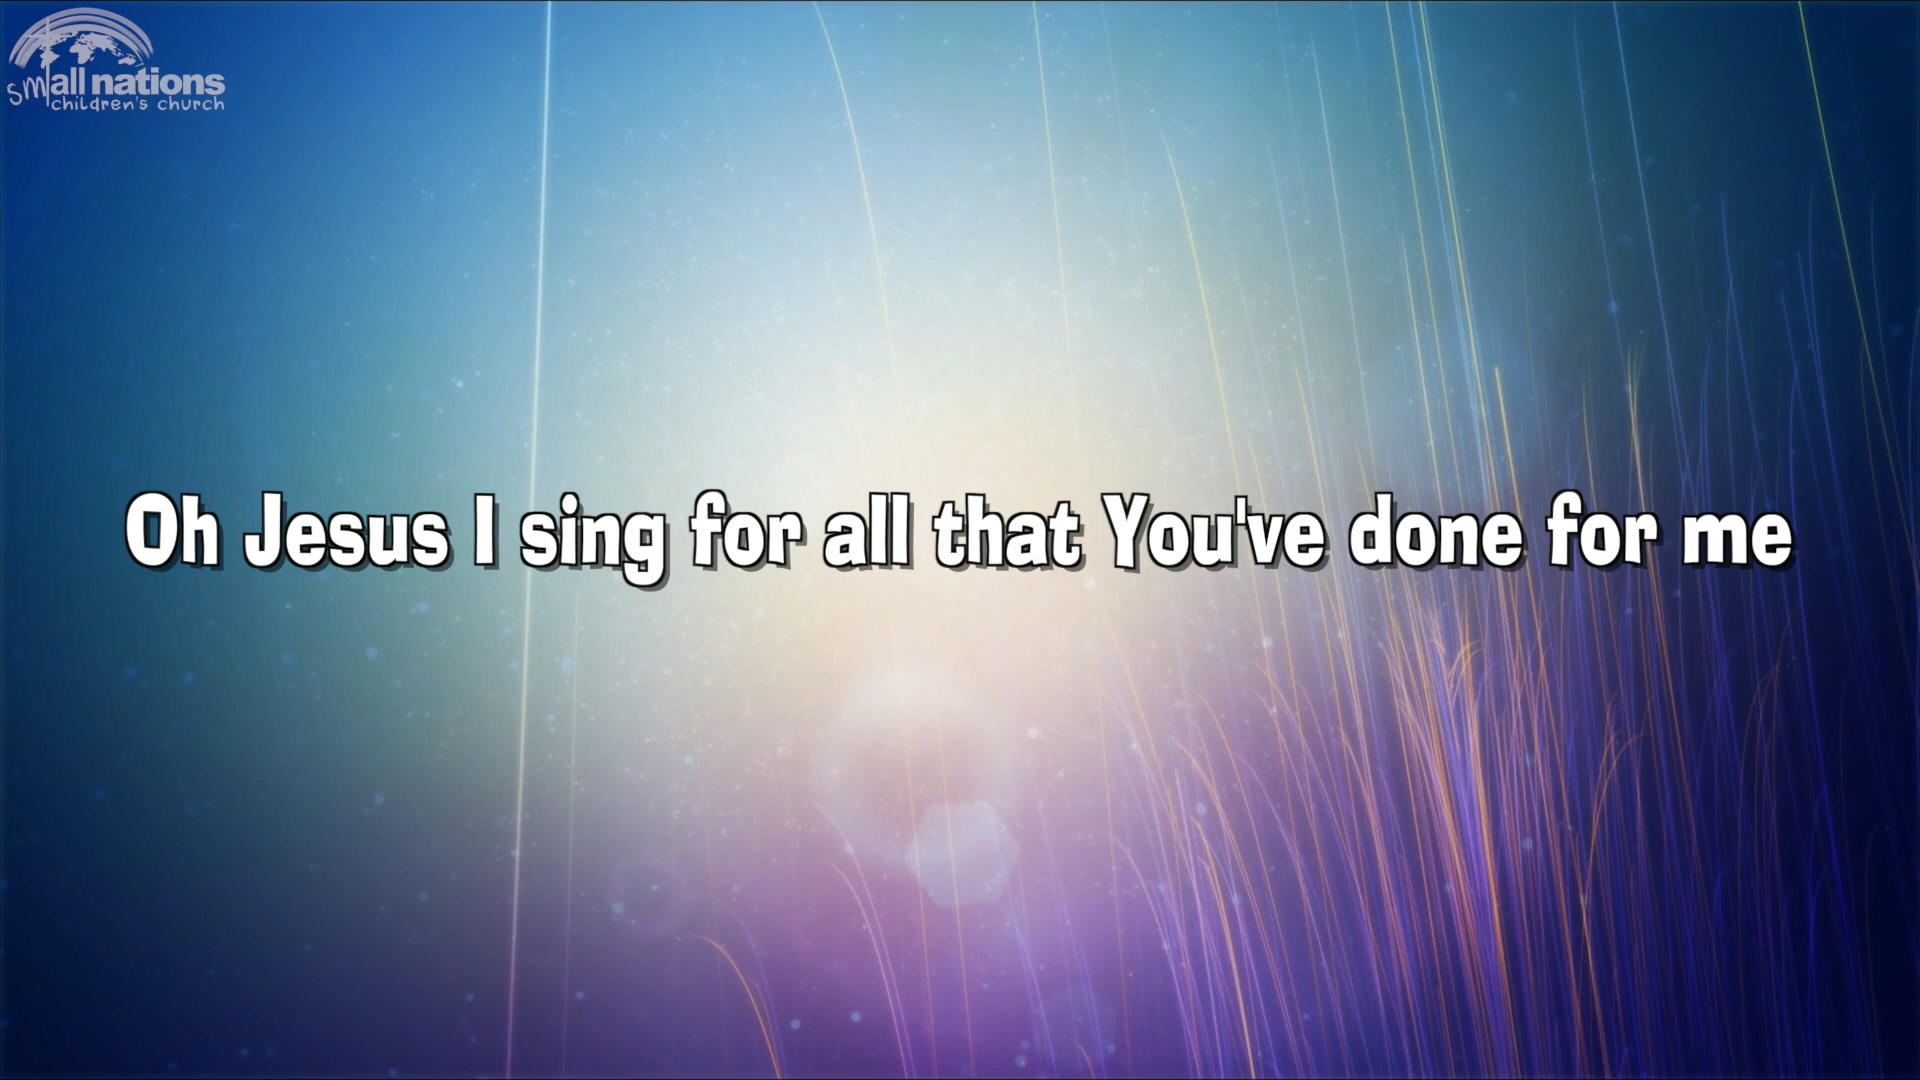 small nations
children's church
Oh Jesus I sing for all that You've done for me